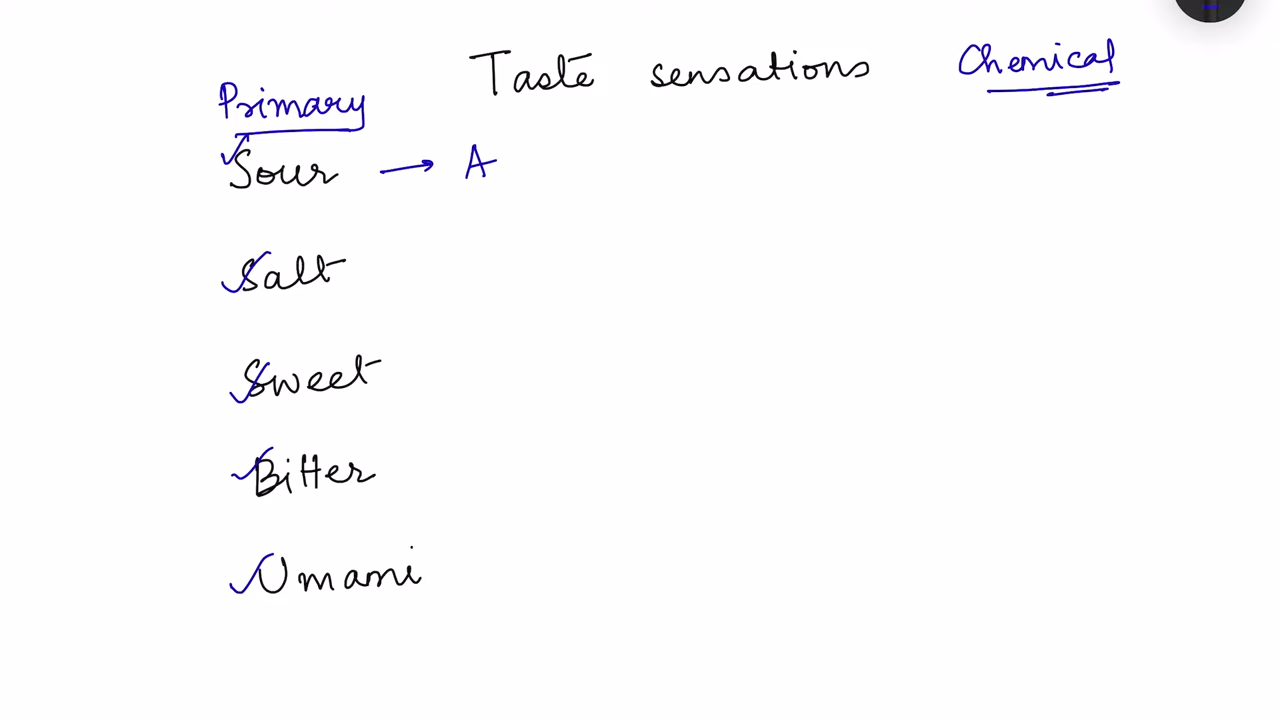 Taste sensations Chemical
Primary
Sour → A
Salt
Sweet
Bitter
Umami